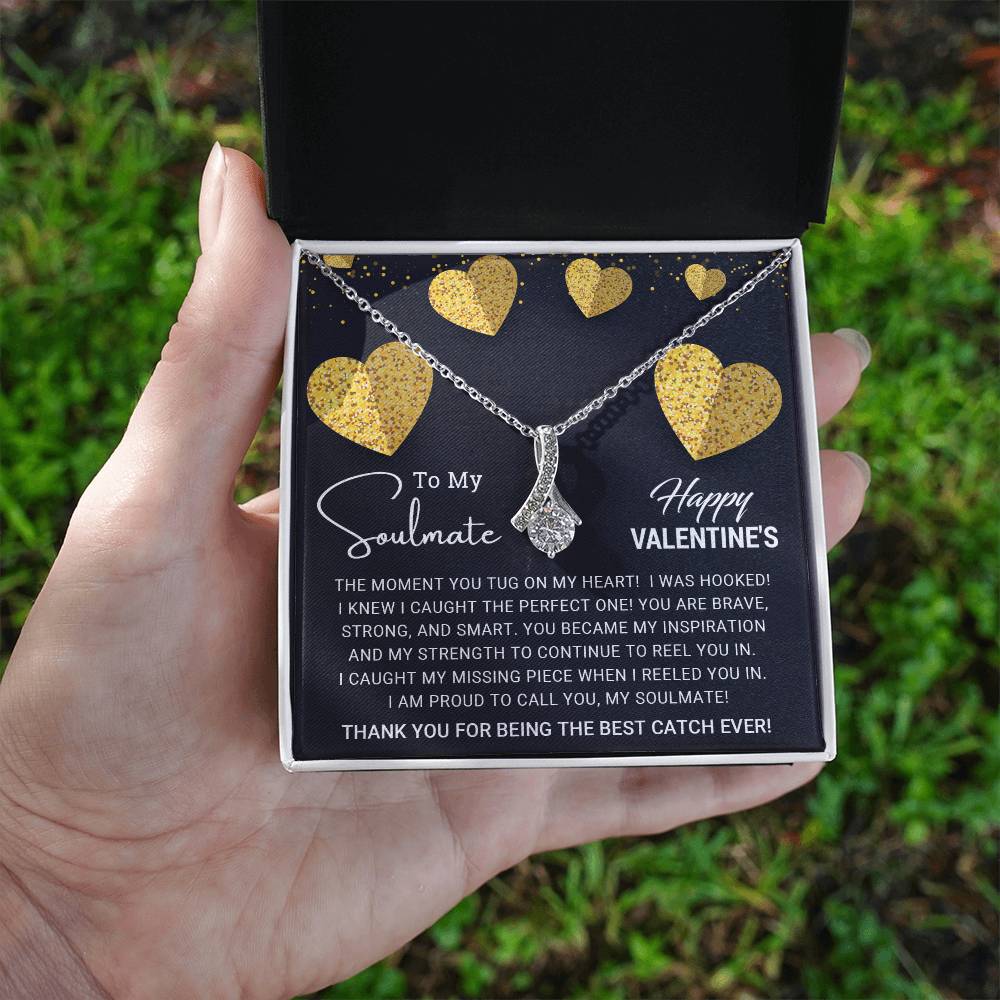 To My
Soulmate
Happy
VALENTINE'S
THE MOMENT YOU TUG ON MY HEART! I WAS HOOKED!
I KNEW I CAUGHT THE PERFECT ONE! YOU ARE BRAVE,
STRONG, AND SMART. YOU BECAME MY INSPIRATION
AND MY STRENGTH TO CONTINUE TO REEL YOU IN.
I CAUGHT MY MISSING PIECE WHEN I REELED YOU IN.
I AM PROUD TO CALL YOU, MY SOULMATE!
THANK YOU FOR BEING THE BEST CATCH EVER!